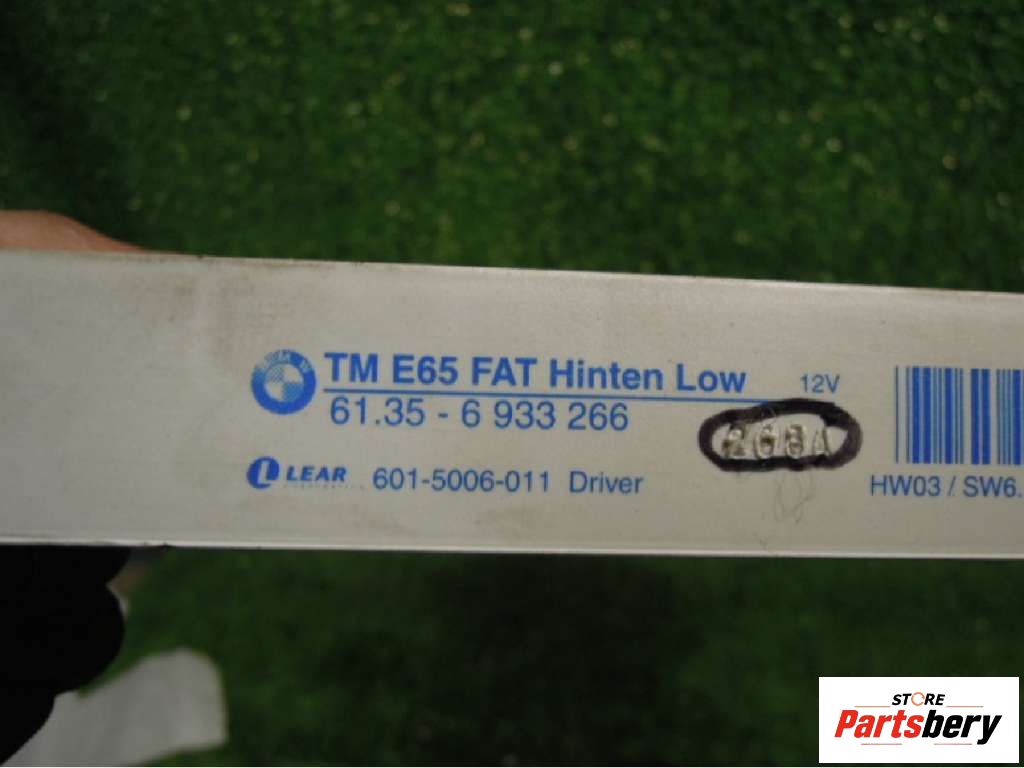 TM E65 FAT Hinten Low 12V
61.35 - 6 933 266
LEAR 601-5006-011 Driver
HW03 / SW6.
STORE
Partsbery